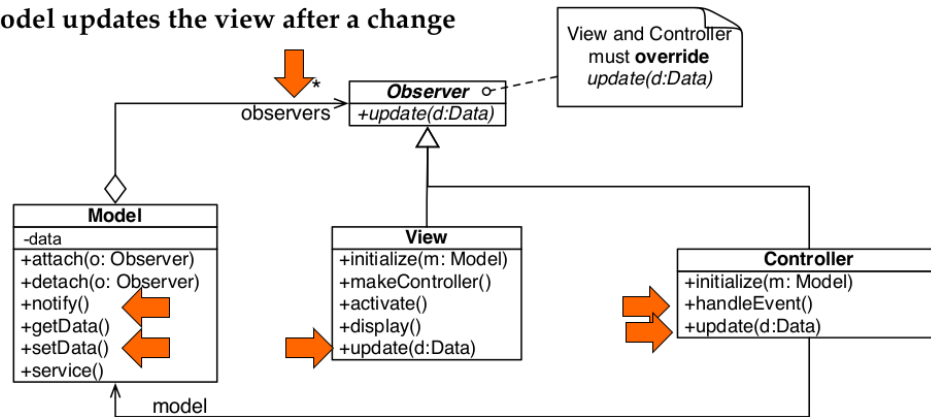 odel updates the view after a change
View and Controller
must override
update(d:Data)
*
observers
Observer
+update(d:Data)
Model
-data
+attach(o: Observer)
+detach(o: Observer)
+notify()
+getData()
+setData()
+service()
View
+initialize(m: Model)
+makeController()
+activate()
+display()
+update(d:Data)
Controller
+initialize(m: Model)
+handleEvent()
+update(d:Data)
model